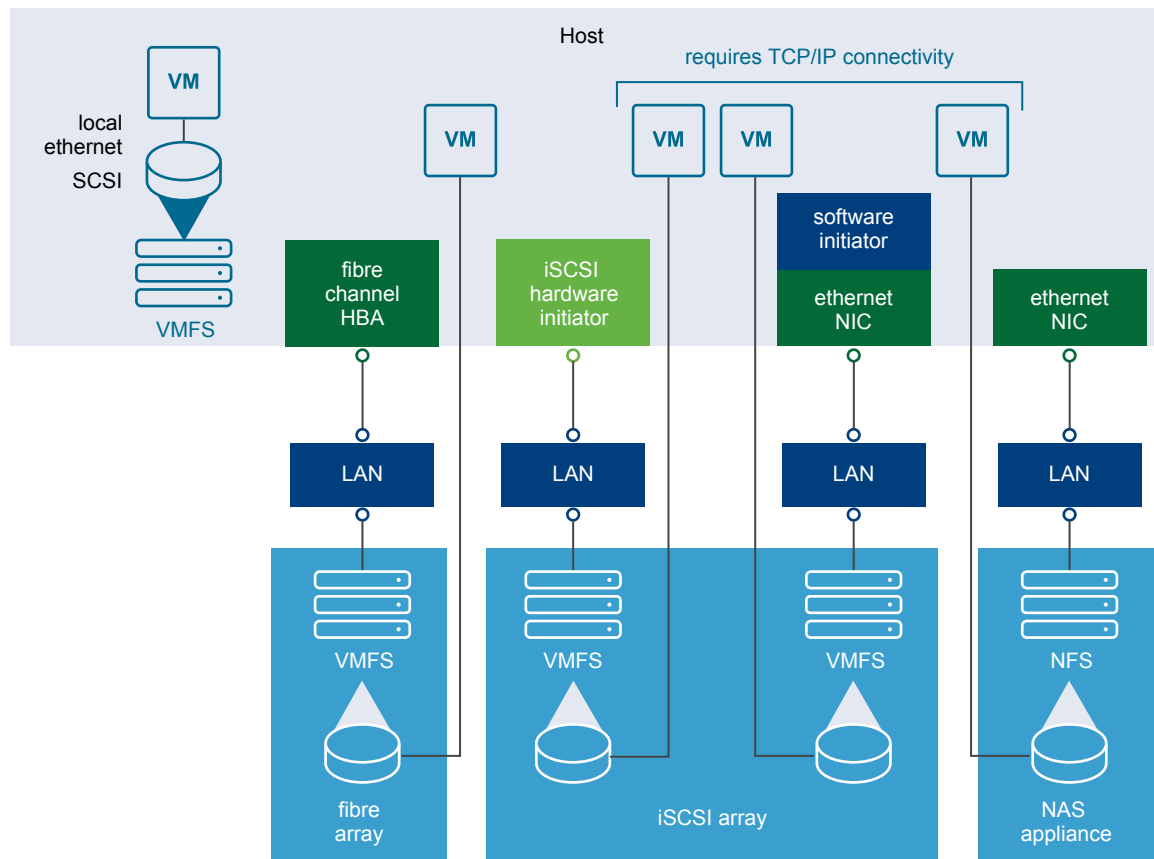 Host
requires TCP/IP connectivity
VM
local
ethernet
SCSI
VMFS
VM
VM
VM
VM
fibre
channel
HBA
iSCSI
hardware
initiator
software
initiator
ethernet
NIC
ethernet
NIC
LAN
LAN
LAN
LAN
VMFS
VMFS
VMFS
NFS
fibre
array
iSCSI array
NAS
appliance